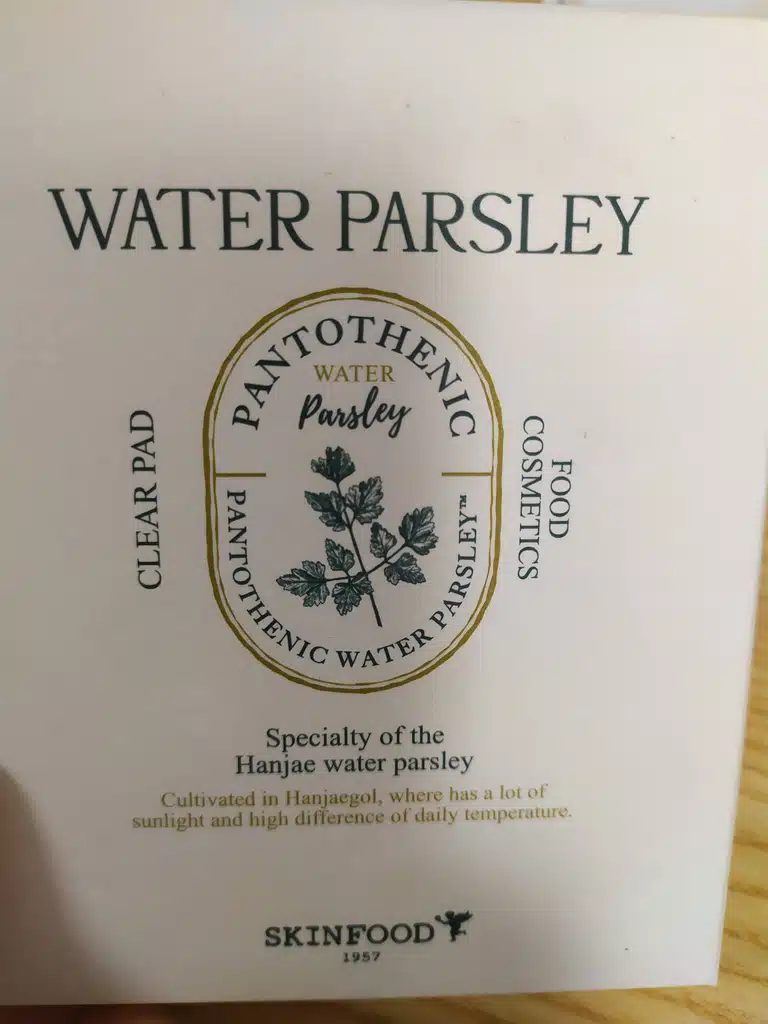 WATER PARSLEY
PANTOTHENIC
WATER
Parsley
CLEAR PAD
FOOD
COSMETICS
PANTOTHENIC WATER PARSLEY™
Specialty of the
Hanjae water parsley
Cultivated in Hanjaegol, where has a lot of
sunlight and high difference of daily temperature.
SKINFOOD
1957